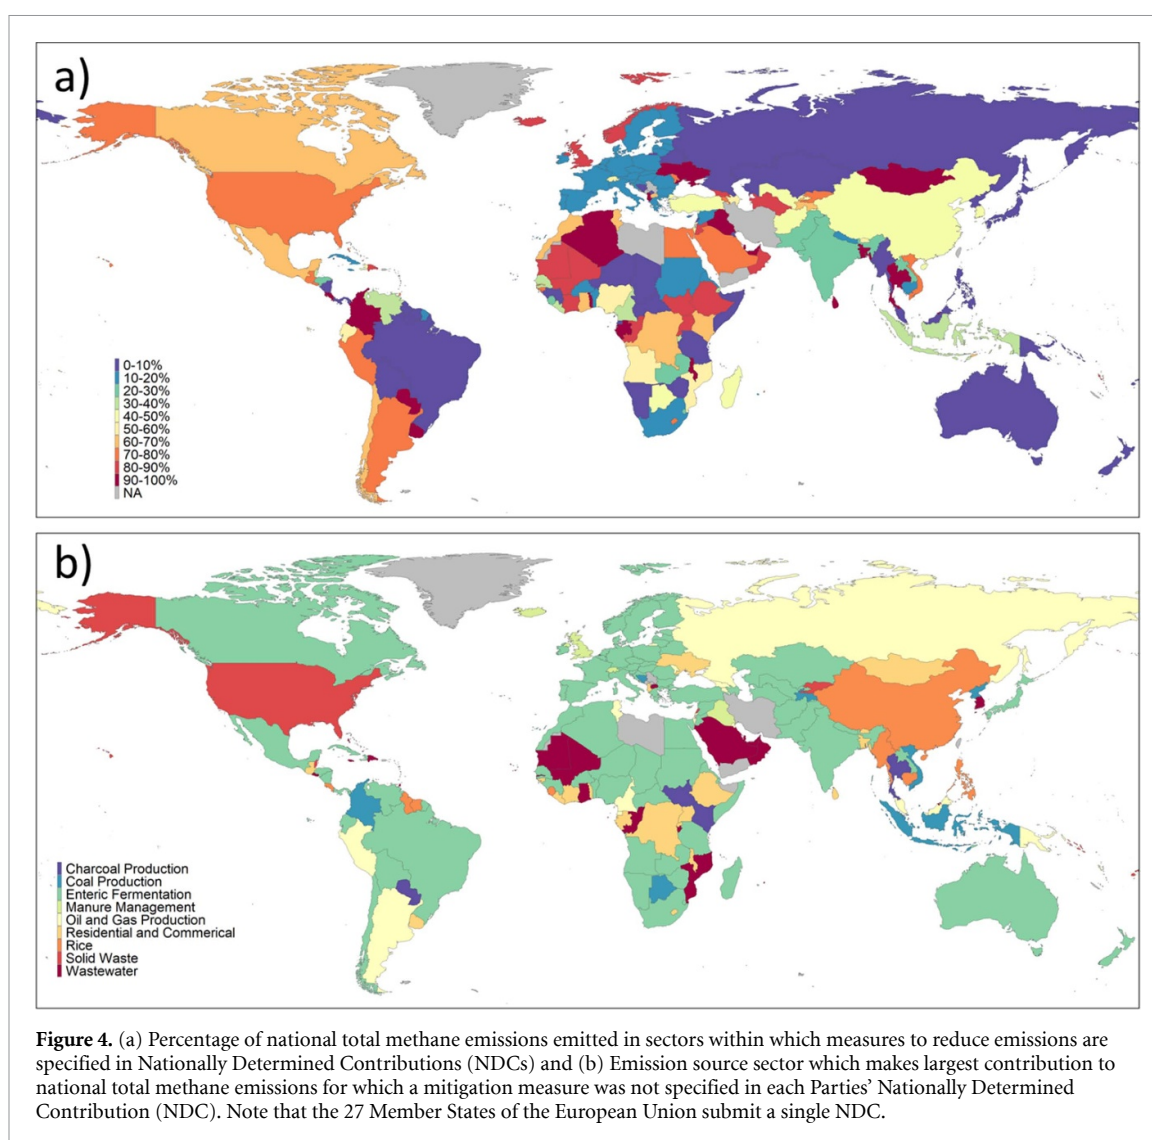 a)
0-10%
10-20%
20-30%
30-40%
40-50%
50-60%
60-70%
70-80%
80-90%
90-100%
NA
b)
Charcoal Production
Coal Production
Enteric Fermentation
Manure Management
Oil and Gas Production
Residential and Commerical
Rice
Solid Waste
Wastewater
Figure 4. (a) Percentage of national total methane emissions emitted in sectors within which measures to reduce emissions are
specified in Nationally Determined Contributions (NDCs) and (b) Emission source sector which makes largest contribution to
national total methane emissions for which a mitigation measure was not specified in each Parties’ Nationally Determined
Contribution (NDC). Note that the 27 Member States of the European Union submit a single NDC.